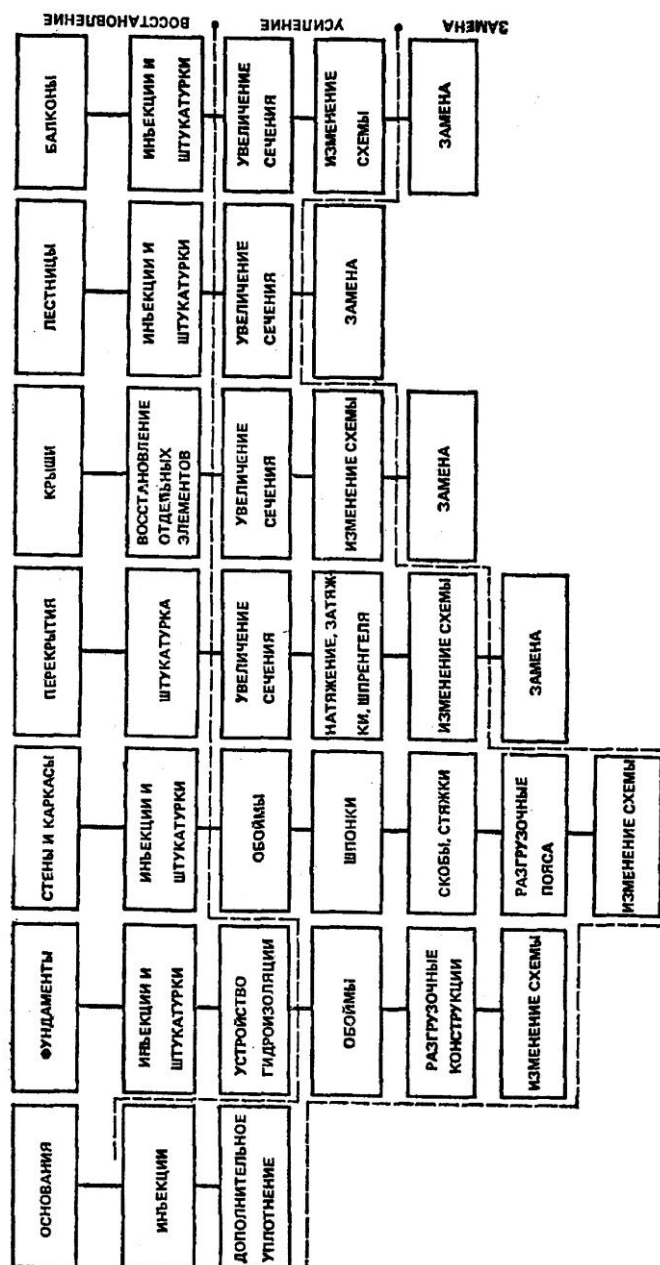 ОСНОВАНИЯ
ИНЪЕКЦИИ
ДОПОЛНИТЕЛЬНОЕ
УПЛОТНЕНИЕ
ФУНДАМЕНТЫ
ИНЪЕКЦИИ И
ШТУКАТУРКИ
УСТРОЙСТВО
ГИДРОИЗОЛЯЦИИ
ОБОЙМЫ
РАЗГРУЗОЧНЫЕ
КОНСТРУКЦИИ
ИЗМЕНЕНИЕ СХЕМЫ
СТЕНЫ И КАРКАСЫ
ИНЪЕКЦИИ И
ШТУКАТУРКИ
ОБОЙМЫ
ШПОНКИ
СКОБЫ, СТЯЖКИ
РАЗГРУЗОЧНЫЕ
ПОЯСА
ИЗМЕНЕНИЕ СХЕМЫ
ПЕРЕКРЫТИЯ
ШТУКАТУРКА
УВЕЛИЧЕНИЕ
СЕЧЕНИЯ
НАТЯЖЕНИЕ, ЗАТЯЖ-
КИ, ШПРЕНГЕЛЯ
ИЗМЕНЕНИЕ СХЕМЫ
ЗАМЕНА
КРЫШИ
ВОССТАНОВЛЕНИЕ
ОТДЕЛЬНЫХ
ЭЛЕМЕНТОВ
УВЕЛИЧЕНИЕ
СЕЧЕНИЯ
ИЗМЕНЕНИЕ СХЕМЫ
ЗАМЕНА
ЛЕСТНИЦЫ
ИНЪЕКЦИИ И
ШТУКАТУРКИ
УВЕЛИЧЕНИЕ
СЕЧЕНИЯ
ЗАМЕНА
БАЛКОНЫ
ИНЪЕКЦИИ И
ШТУКАТУРКИ
УВЕЛИЧЕНИЕ
СЕЧЕНИЯ
ИЗМЕНЕНИЕ
СХЕМЫ
ЗАМЕНА
ВОССТАНОВЛЕНИЕ
УСИЛЕНИЕ
ЗАМЕНА